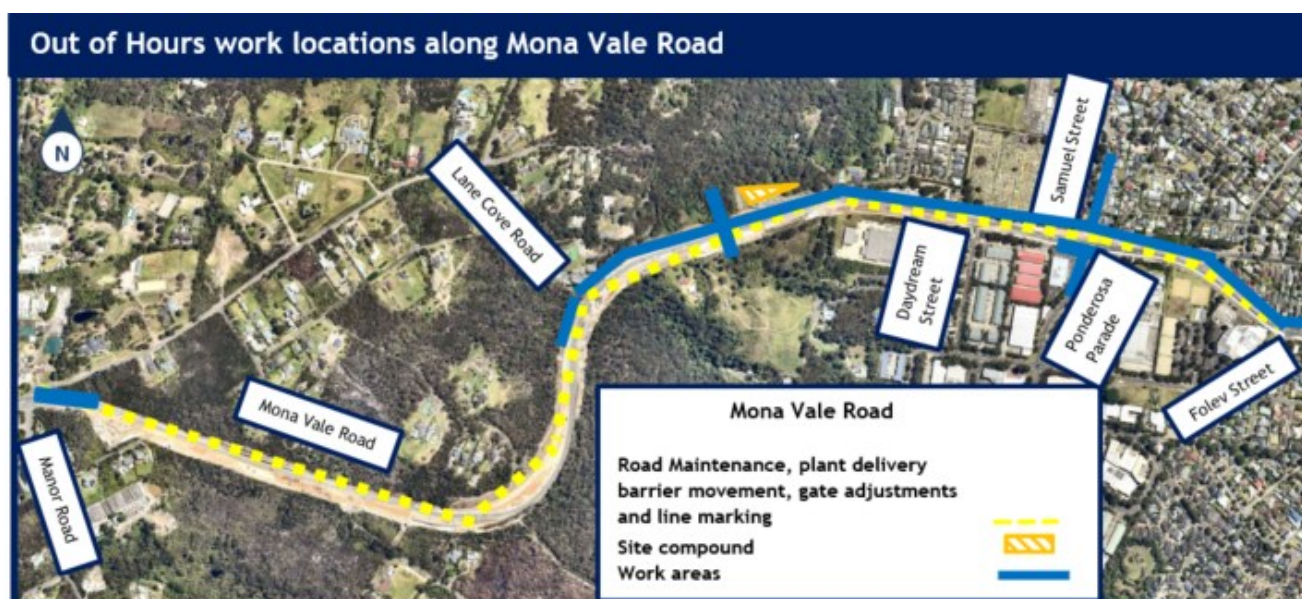 Out of Hours work locations along Mona Vale Road
N
Lane Cove Road
Samuel Street
Daydream
Street
Ponderosa
Parade
Foley Street
Mona Vale Road
Manor Road
Mona Vale Road
Road Maintenance, plant delivery
barrier movement, gate adjustments
and line marking
Site compound
Work areas